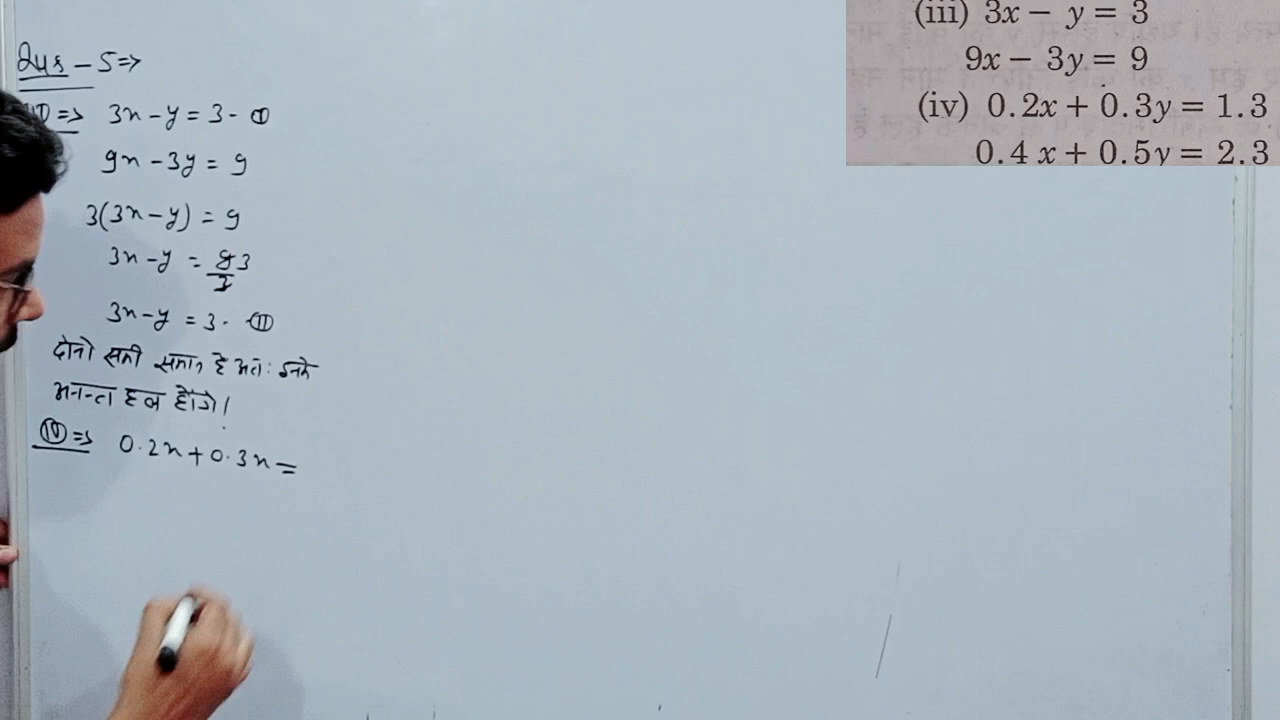 (iii) 3x − y = 3
9x − 3y = 9
(iv) 0.2x + 0.3y = 1.3
0.4 x + 0.5y = 2.3
Qus - 5 ⇒
⇒ 3x - y = 3 - ①
9x - 3y = 9
3(3x - y) = 9
3x - y = 9/3 3
3x - y = 3 - ②
दोनो समी समान है अतः इनके
अनन्ता हल होंगे।
(IV) ⇒ 0.2x + 0.3x =